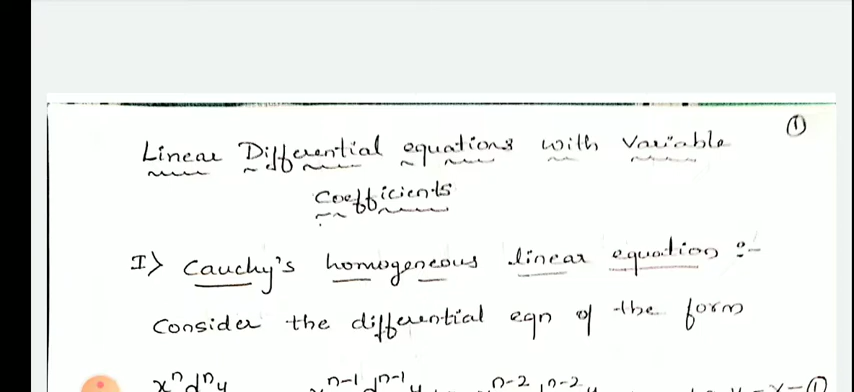 ①
Linear Differential equations with Variable
Coefficients
I> Cauchy's homogeneous linear equation :-
Consider the differential eqn of the form